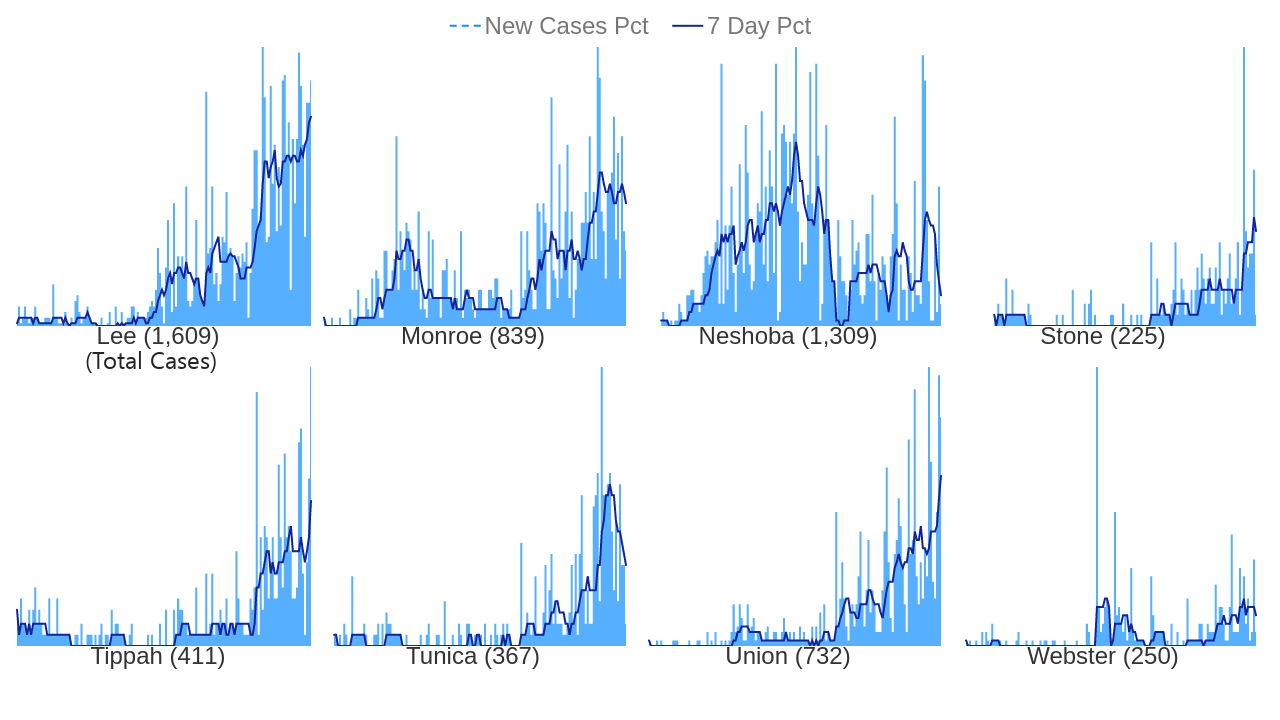 New Cases Pct 7 Day Pct
Lee (1,609) Monroe (839) Neshoba (1,309) Stone (225)
(Total Cases)
Tippah (411) Tunica (367) Union (732) Webster (250)